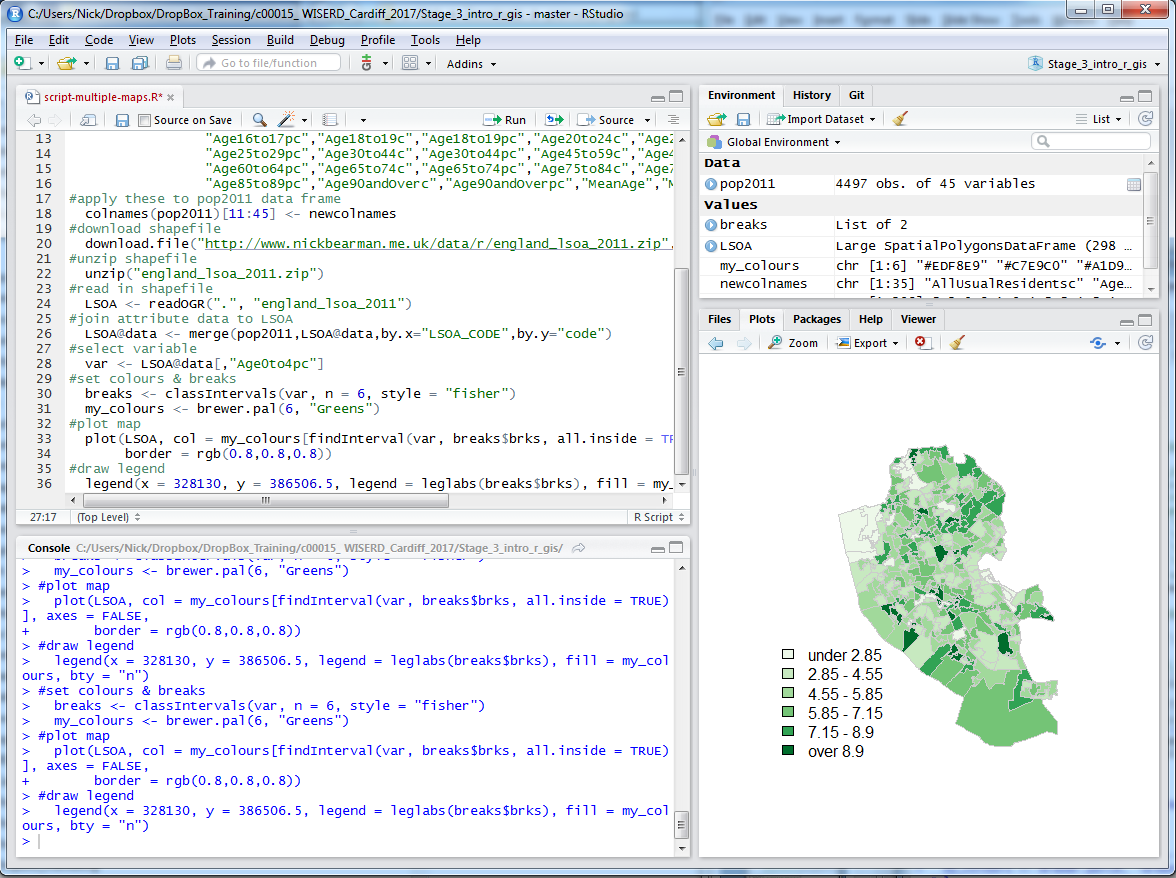 C:/Users/Nick/Dropbox/DropBox_Training/c00015_ WISERD_Cardiff_2017/Stage_3_intro_r_gis - master - RStudio
File Edit Code View Plots Session Build Debug Profile Tools Help
Go to file/function Addins Stage_3_intro_r_gis
script-multiple-maps.R*
Source on Save Run Source
13 "Age16to17pc","Age18to19c","Age18to19pc","Age20to24c","Age2
14 "Age25to29pc","Age30to44c","Age30to44pc","Age45to59c","Age4
15 "Age60to64pc","Age65to74c","Age65to74pc","Age75to84c","Age7
16 "Age85to89pc","Age90andOverc","Age90andOverpc","MeanAge","M
17 #apply these to pop2011 data frame
18 colnames(pop2011)[11:45] <- newcolnames
19 #download shapefile
20 download.file("http://www.nickbearman.me.uk/data/r/england_lsoa_2011.zip",
21 #unzip shapefile
22 unzip("england_lsoa_2011.zip")
23 #read in shapefile
24 LSOA <- readOGR(".", "england_lsoa_2011")
25 #join attribute data to LSOA
26 LSOA@data <- merge(pop2011,LSOA@data,by.x="LSOA_CODE",by.y="code")
27 #select variable
28 var <- LSOA@data[,"Age0to4pc"]
29 #set colours & breaks
30 breaks <- classIntervals(var, n = 6, style = "fisher")
31 my_colours <- brewer.pal(6, "Greens")
32 #plot map
33 plot(LSOA, col = my_colours[findInterval(var, breaks$brks, all.inside = TR
34 border = rgb(0.8,0.8,0.8))
35 #draw legend
36 legend(x = 328130, y = 386506.5, legend = leglabs(breaks$brks), fill = my_
27:17 (Top Level) R Script
Console C:/Users/Nick/Dropbox/DropBox_Training/c00015_ WISERD_Cardiff_2017/Stage_3_intro_r_gis/
> my_colours <- brewer.pal(6, "Greens")
> #plot map
> plot(LSOA, col = my_colours[findInterval(var, breaks$brks, all.inside = TRUE)
], axes = FALSE,
+ border = rgb(0.8,0.8,0.8))
> #draw legend
> legend(x = 328130, y = 386506.5, legend = leglabs(breaks$brks), fill = my_col
ours, bty = "n")
> #set colours & breaks
> breaks <- classIntervals(var, n = 6, style = "fisher")
> my_colours <- brewer.pal(6, "Greens")
> #plot map
> plot(LSOA, col = my_colours[findInterval(var, breaks$brks, all.inside = TRUE)
], axes = FALSE,
+ border = rgb(0.8,0.8,0.8))
> #draw legend
> legend(x = 328130, y = 386506.5, legend = leglabs(breaks$brks), fill = my_col
ours, bty = "n")
>
Environment History Git
Import Dataset List
Global Environment
Data
pop2011 4497 obs. of 45 variables
Values
breaks List of 2
LSOA Large SpatialPolygonsDataFrame (298 ...
my_colours chr [1:6] "#EDF8E9" "#C7E9C0" "#A1D9...
newcolnames chr [1:35] "AllUsualResidentsc" "Age...
Files Plots Packages Help Viewer
Zoom Export
under 2.85
2.85 - 4.55
4.55 - 5.85
5.85 - 7.15
7.15 - 8.9
over 8.9